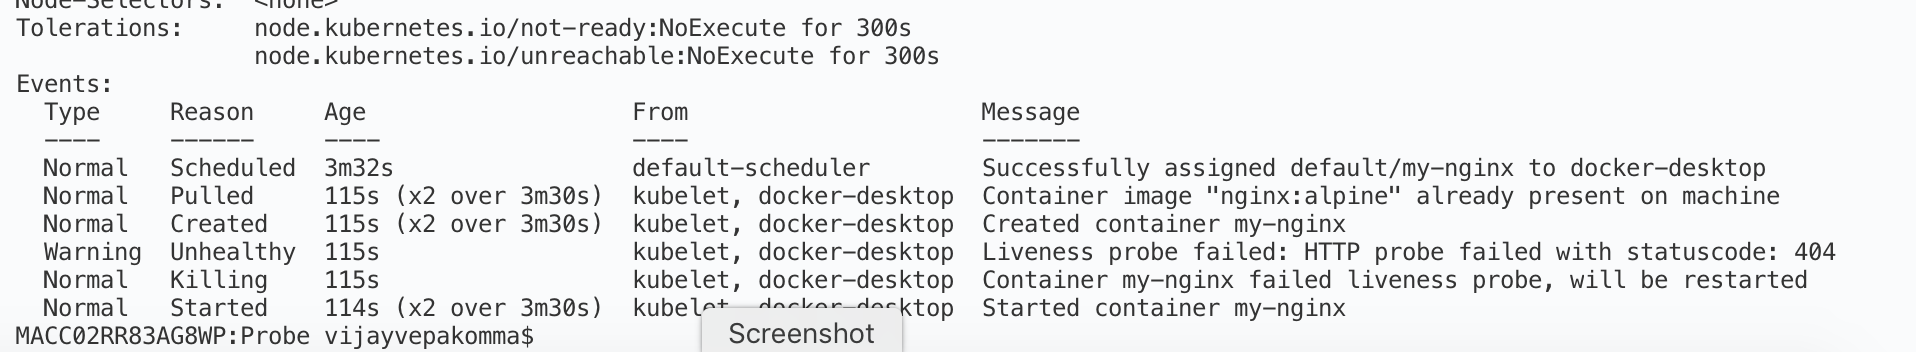 Node-Selectors:  <none>
Tolerations:     node.kubernetes.io/not-ready:NoExecute for 300s
                 node.kubernetes.io/unreachable:NoExecute for 300s
Events:
  Type     Reason     Age                  From                     Message
  ----     ------     ----                 ----                     -------
  Normal   Scheduled  3m32s                default-scheduler        Successfully assigned default/my-nginx to docker-desktop
  Normal   Pulled     115s (x2 over 3m30s)  kubelet, docker-desktop  Container image "nginx:alpine" already present on machine
  Normal   Created    115s (x2 over 3m30s)  kubelet, docker-desktop  Created container my-nginx
  Warning  Unhealthy  115s                 kubelet, docker-desktop  Liveness probe failed: HTTP probe failed with statuscode: 404
  Normal   Killing    115s                 kubelet, docker-desktop  Container my-nginx failed liveness probe, will be restarted
  Normal   Started    114s (x2 over 3m30s)  kubelet, docker-desktop  Started container my-nginx
MACC02RR83AG8WP:Probe vijayvepakomma$
Screenshot